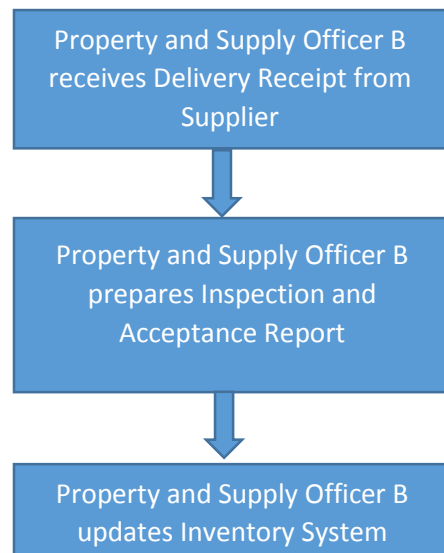 Property and Supply Officer B
receives Delivery Receipt from
Supplier
Property and Supply Officer B
prepares Inspection and
Acceptance Report
Property and Supply Officer B
updates Inventory System